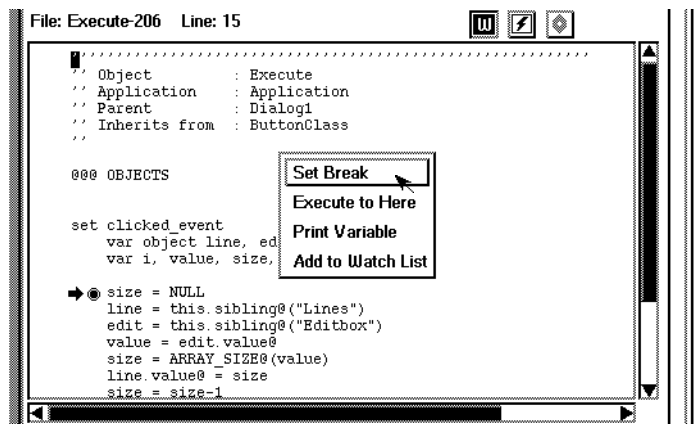 File: Execute-206 Line: 15
W
'''''''''''''''''''''''''''''''''''''''''''''''''''''''''''''
'' Object : Execute
'' Application : Application
'' Parent : Dialog1
'' Inherits from : ButtonClass
''
@@@ OBJECTS
Set Break
Execute to Here
Print Variable
Add to Watch List
set clicked_event
var object line, ed
var i, value, size,
size = NULL
line = this.sibling@("Lines")
edit = this.sibling@("Editbox")
value = edit.value@
size = ARRAY_SIZE@(value)
line.value@ = size
size = size-1